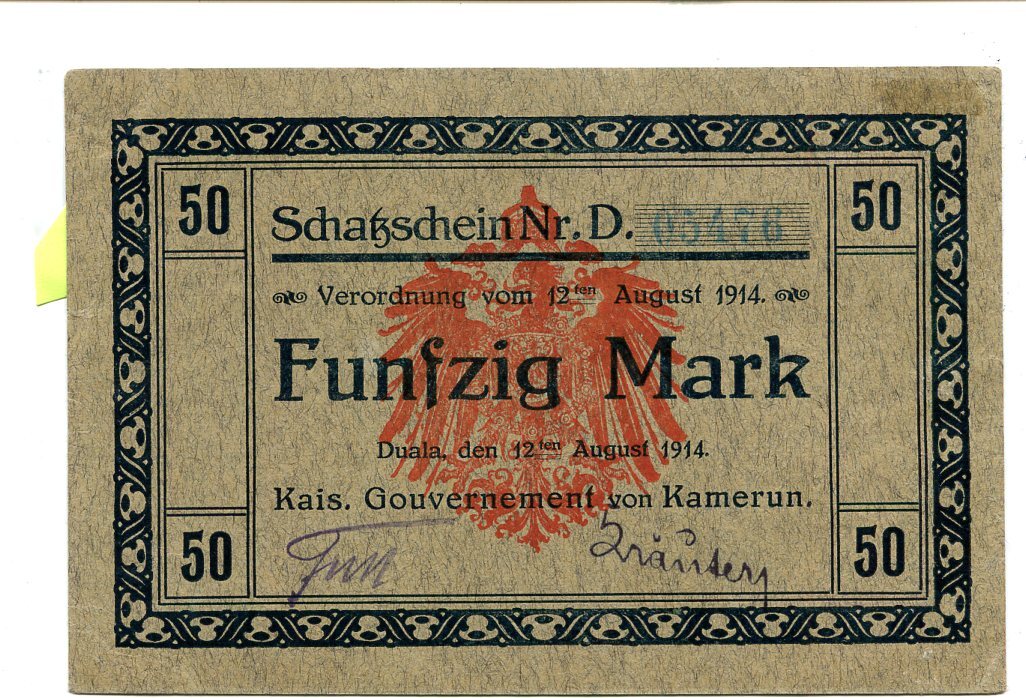 50 50
Schatzschein Nr. D. 05476
Verordnung vom 12ten August 1914.
Funfzig Mark
Duala, den 12ten August 1914.
Kais. Gouvernement von Kamerun.
50 50